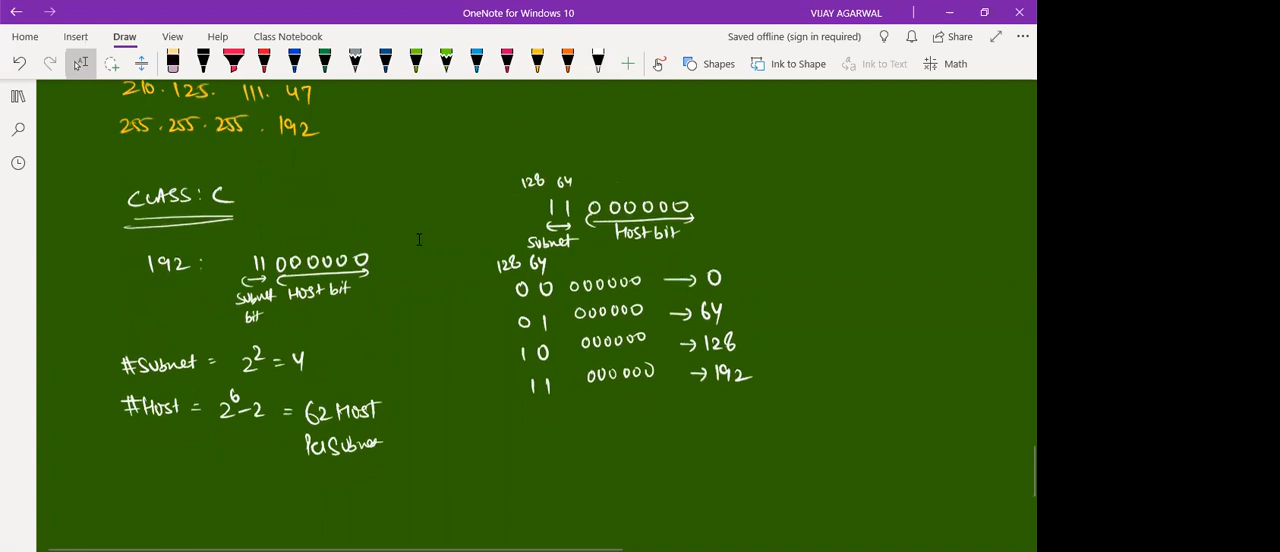 OneNote for Windows 10
VIJAY AGARWAL
Home Insert Draw View Help Class Notebook
Saved offline (sign in required) Share
Shapes Ink to Shape Ink to Text Math
210.125. 111.47
255.255.255.192
CLASS: C
192: 11 000000
Subnet bit Host bit
#Subnet = 2^2 = 4
#Host = 2^6-2 = 62 Host
Subnet
128 64
11 000000
Subnet Host bit
128 64
0 0 000000 → 0
0 1 000000 → 64
1 0 000000 → 128
1 1 000000 → 192